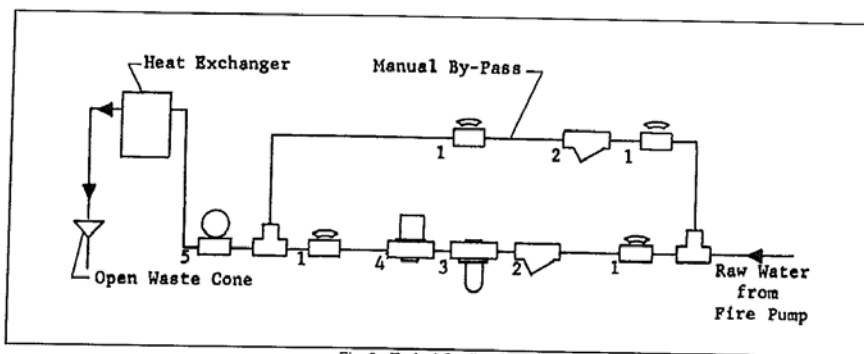 Heat Exchanger
Manual By-Pass
1
2
1
5
1
4
3
2
1
Open Waste Cone
Raw Water
from
Fire Pump